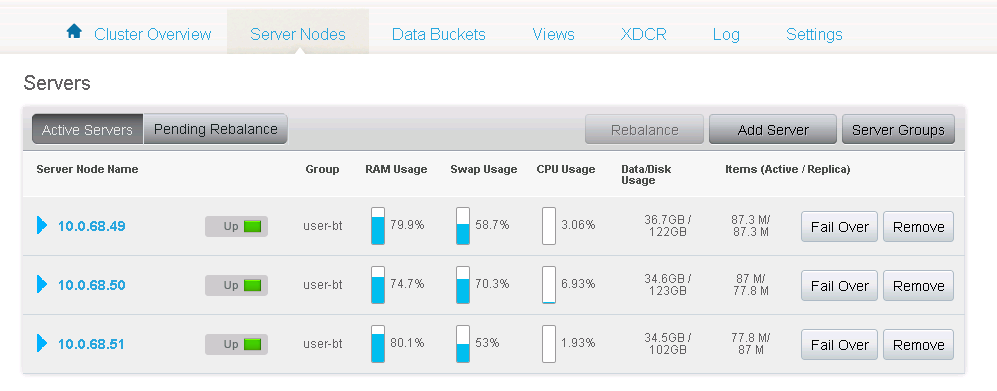 Cluster Overview Server Nodes Data Buckets Views XDCR Log Settings
Servers
Active Servers Pending Rebalance Rebalance Add Server Server Groups
Server Node Name Group RAM Usage Swap Usage CPU Usage Data/Disk Usage Items (Active / Replica)
10.0.68.49 Up user-bt 79.9% 58.7% 3.06% 36.7GB / 122GB 87.3 M/ 87.3 M Fail Over Remove
10.0.68.50 Up user-bt 74.7% 70.3% 6.93% 34.6GB / 123GB 87 M/ 77.8 M Fail Over Remove
10.0.68.51 Up user-bt 80.1% 53% 1.93% 34.5GB / 102GB 77.8 M/ 87 M Fail Over Remove